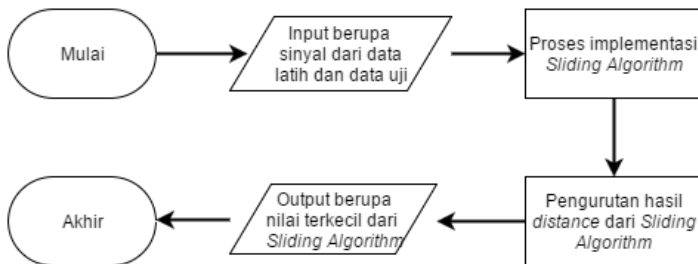 Mulai
Input berupa
sinyal dari data
latih dan data uji
Proses implementasi
Sliding Algorithm
Pengurutan hasil
distance dari Sliding
Algorithm
Output berupa
nilai terkecil dari
Sliding Algorithm
Akhir